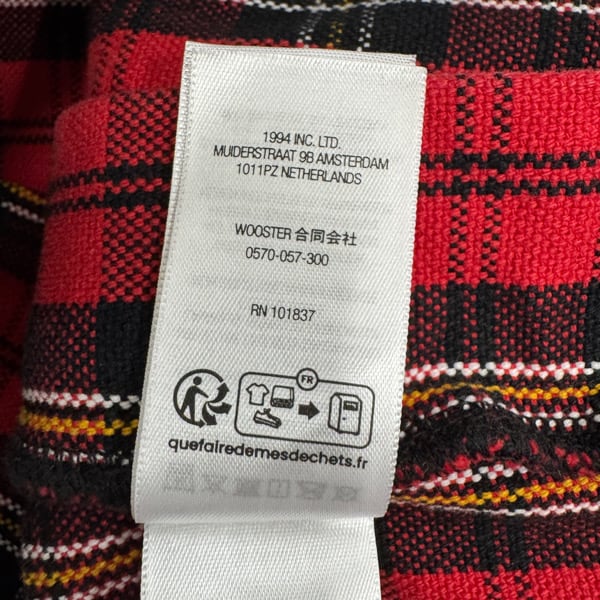 1994 INC. LTD.
MUIDERSTRAAT 9B AMSTERDAM
1011PZ NETHERLANDS
WOOSTER 合同会社
0570-057-300
RN 101837
FR
quefairedemesdechets.fr